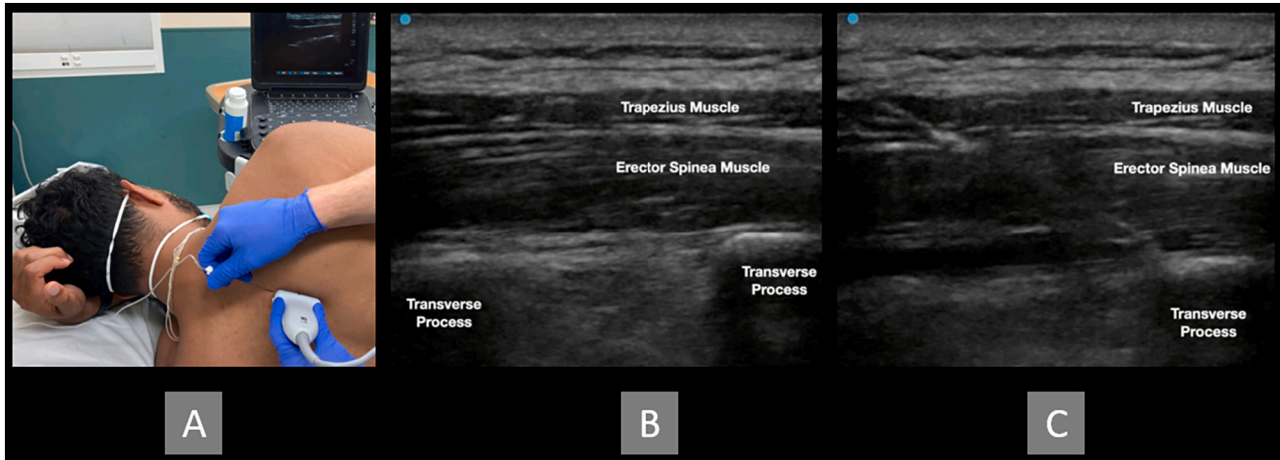 Trapezius Muscle
Erector Spinea Muscle
Transverse
Process
Transverse
Process
Trapezius Muscle
Erector Spinea Muscle
Transverse
Process
A
B
C